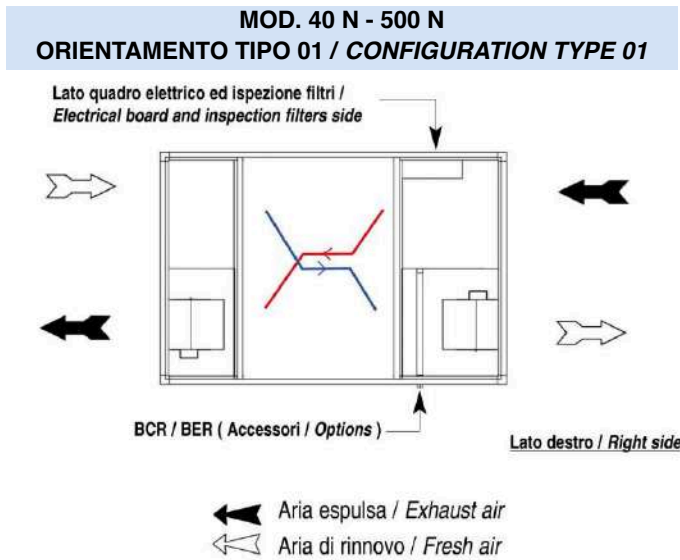 MOD. 40 N - 500 N
ORIENTAMENTO TIPO 01 / CONFIGURATION TYPE 01
Lato quadro elettrico ed ispezione filtri /
Electrical board and inspection filters side
BCR / BER ( Accessori / Options )
Lato destro / Right side
Aria espulsa / Exhaust air
Aria di rinnovo / Fresh air